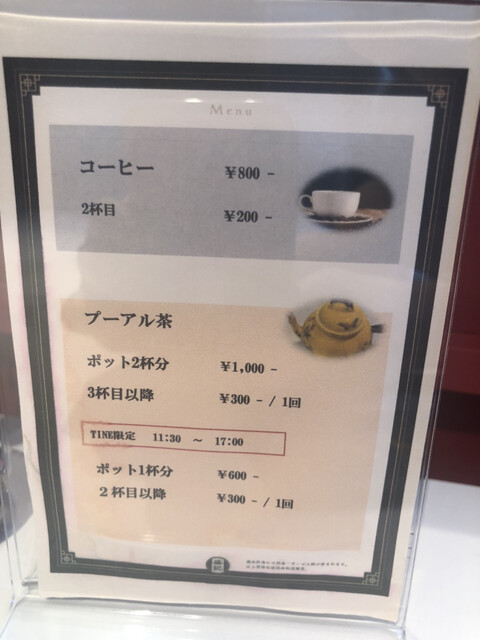 Menu
コーヒー ￥800 -
2杯目 ￥200 -
プーアル茶
ポット2杯分 ￥1,000 -
3杯目以降 ￥300 - / 1回
TINE限定 11:30 ～ 17:00
ポット1杯分 ￥600 -
２杯目以降 ￥300 - / 1回